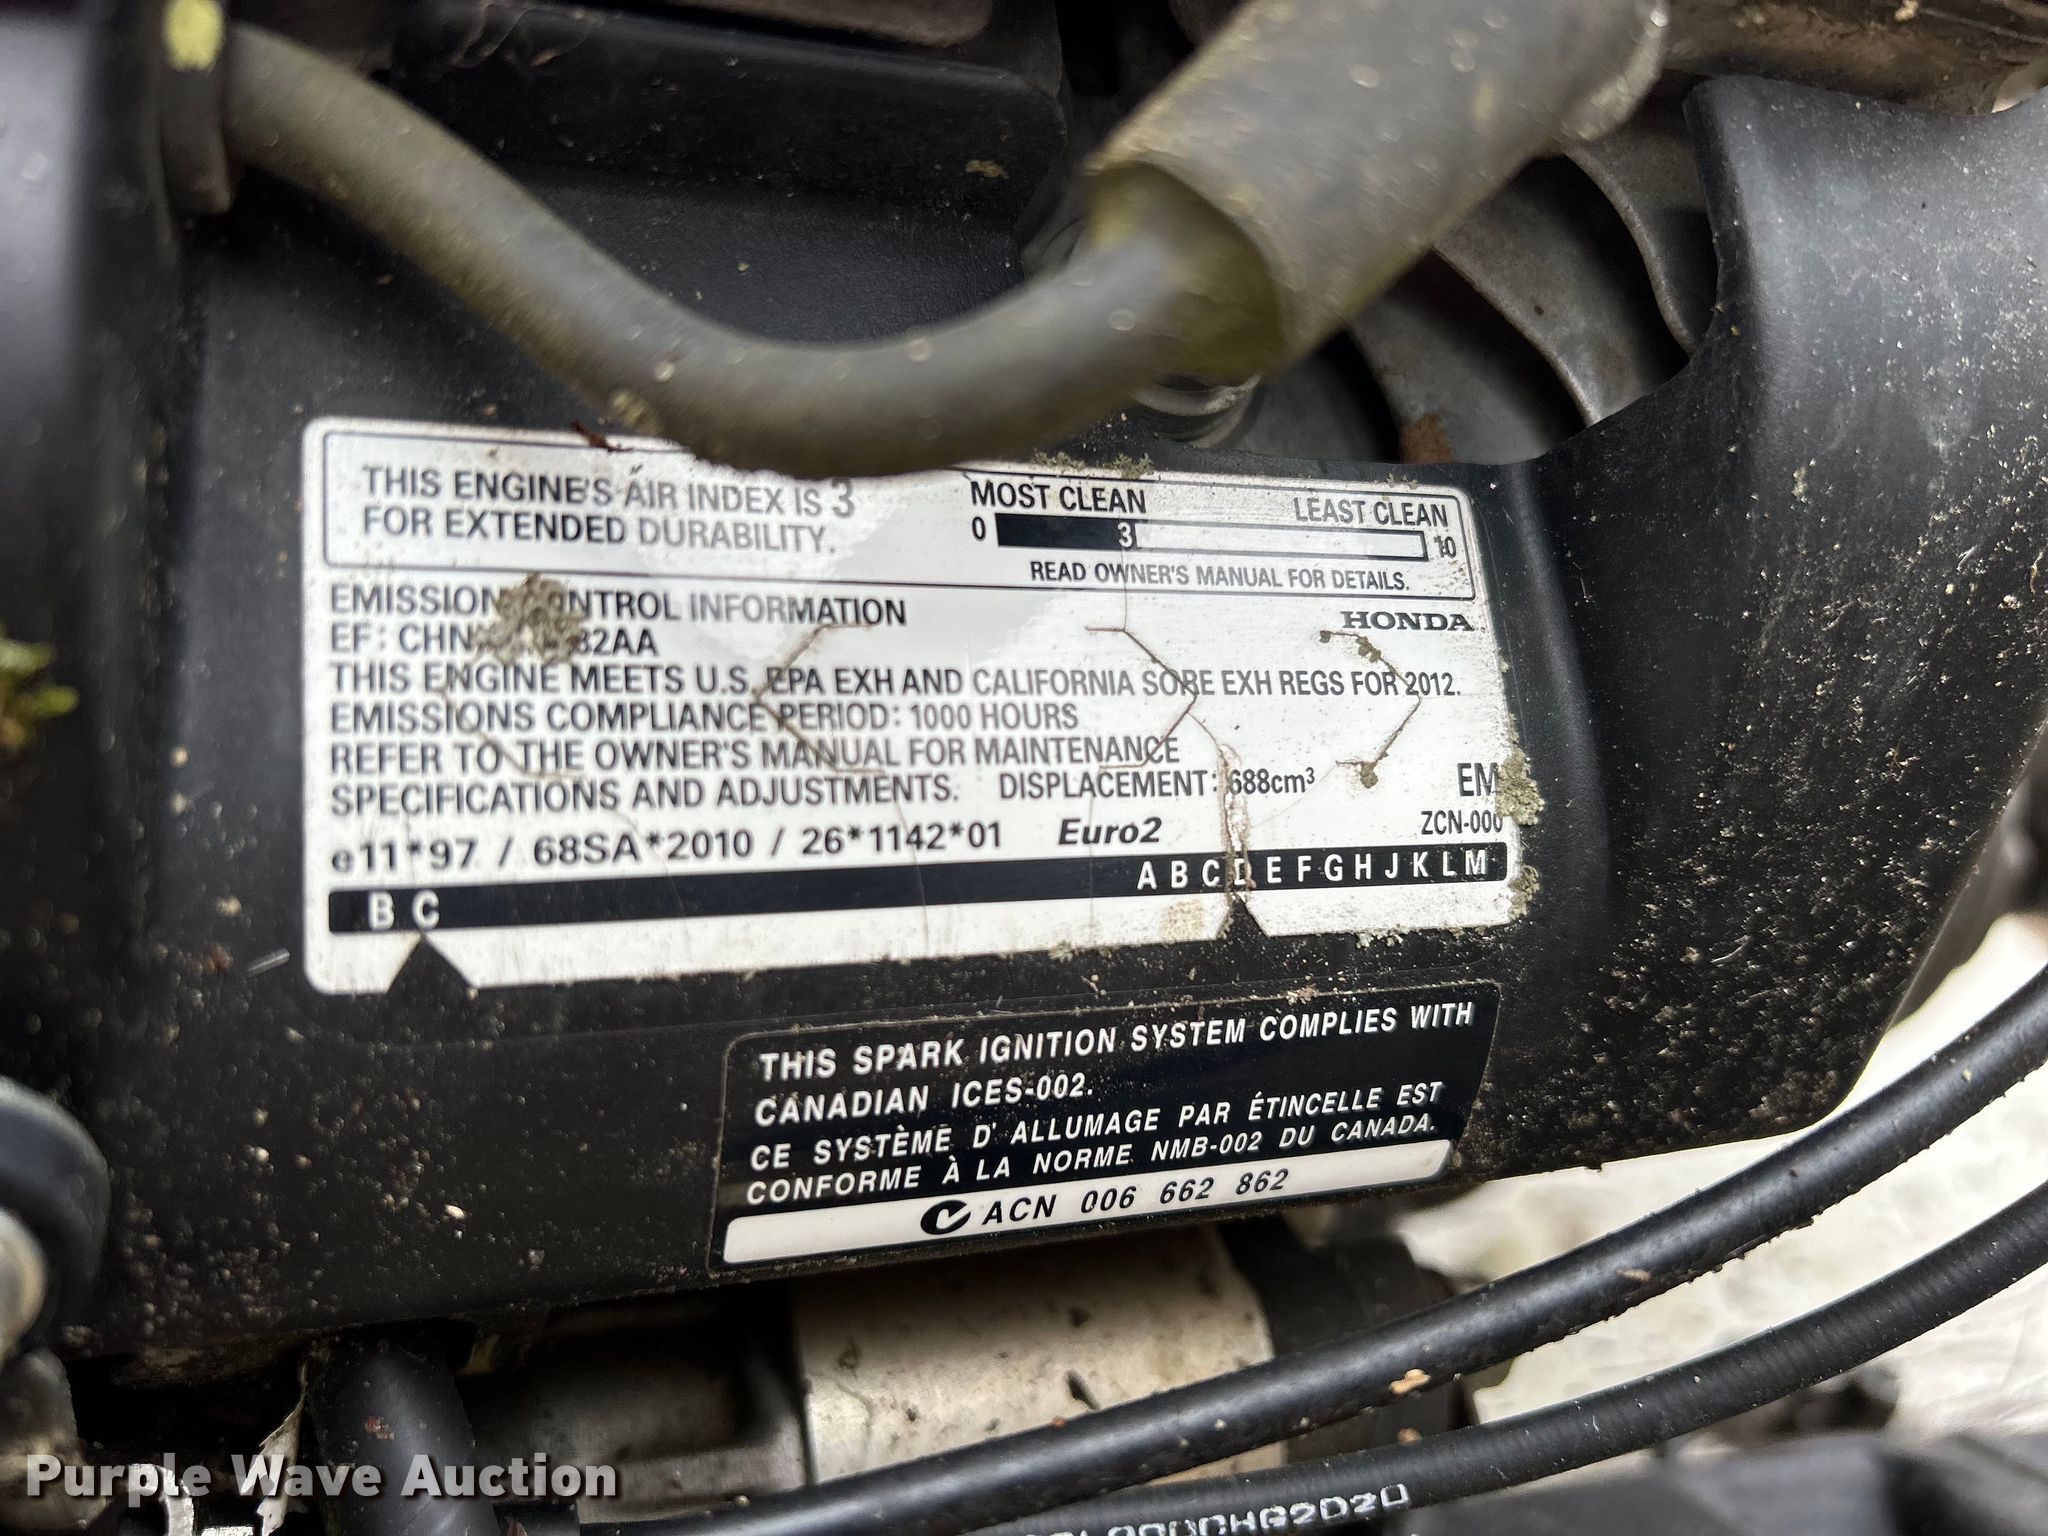 THIS ENGINE'S AIR INDEX IS 3
FOR EXTENDED DURABILITY.
MOST CLEAN LEAST CLEAN
0 3 10
READ OWNER'S MANUAL FOR DETAILS.
EMISSION CONTROL INFORMATION
HONDA
EF:
THIS ENGINE MEETS U.S. EPA EXH AND CALIFORNIA SORE EXH REGS FOR 2012.
EMISSIONS COMPLIANCE PERIOD: 1000 HOURS
REFER TO THE OWNER'S MANUAL FOR MAINTENANCE
SPECIFICATIONS AND ADJUSTMENTS. DISPLACEMENT: 688cm³
EM
e11*97 / 68SA*2010 / 26*1142*01 Euro2
ZCN-000
B C A B C D E F G H J K L M
THIS SPARK IGNITION SYSTEM COMPLIES WITH
CANADIAN ICES-002.
CE SYSTÈME D' ALLUMAGE PAR ÉTINCELLE EST
CONFORME À LA NORME NMB-002 DU CANADA.
ACN 006 662 862
Purple Wave Auction